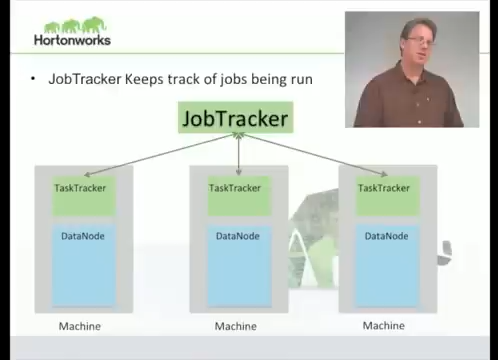 Hortonworks
• JobTracker Keeps track of jobs being run
JobTracker
TaskTracker TaskTracker TaskTracker
DataNode DataNode DataNode
Machine Machine Machine